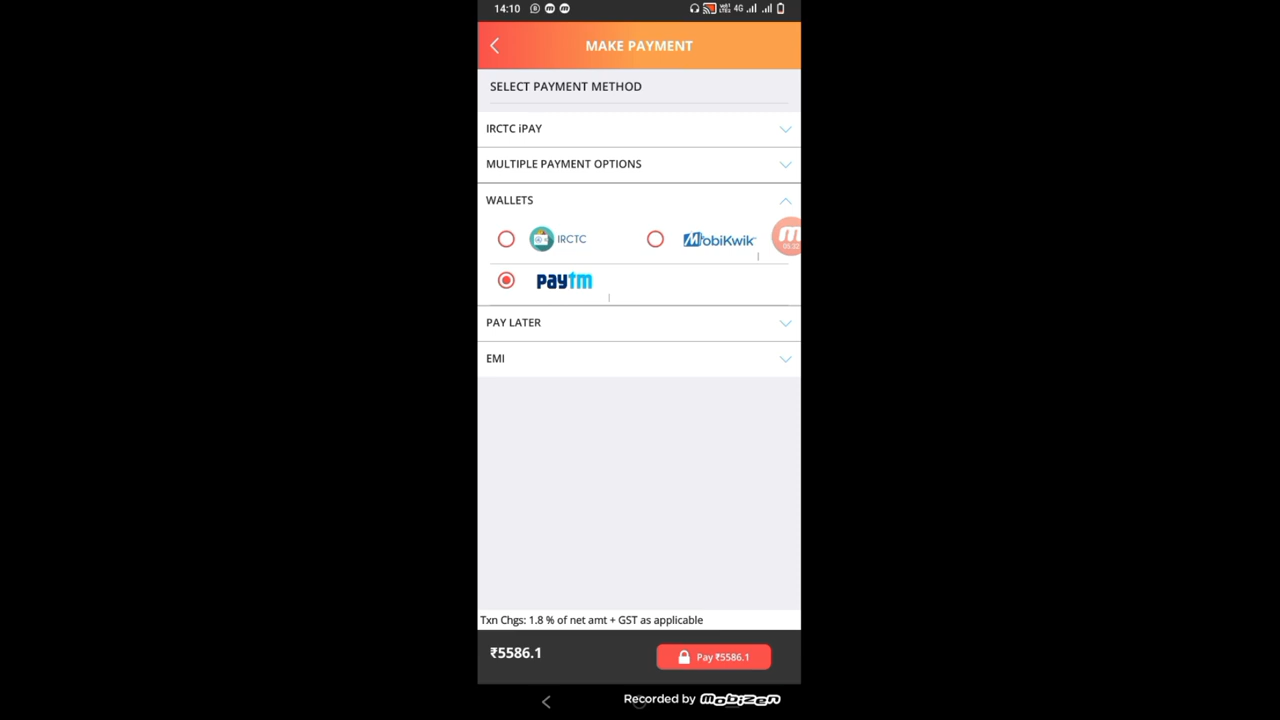 14:10 4G
MAKE PAYMENT
SELECT PAYMENT METHOD
IRCTC iPAY
MULTIPLE PAYMENT OPTIONS
WALLETS
IRCTC MobiKwik
paytm
PAY LATER
EMI
Txn Chgs: 1.8 % of net amt + GST as applicable
₹5586.1 Pay ₹5586.1
Recorded by mobizen